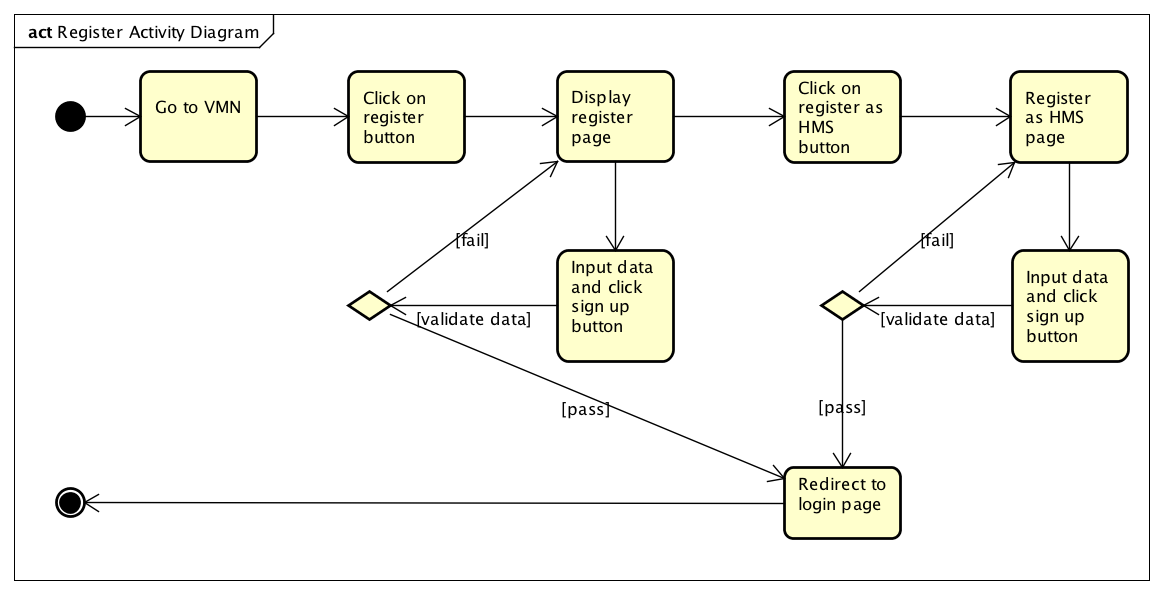 act Register Activity Diagram
Go to VMN
Click on
register
button
Display
register
page
Click on
register as
HMS
button
Register
as HMS
page
[fail]
[fail]
Input data
and click
sign up
button
Input data
and click
sign up
button
[validate data]
[validate data]
[pass]
[pass]
Redirect to
login page